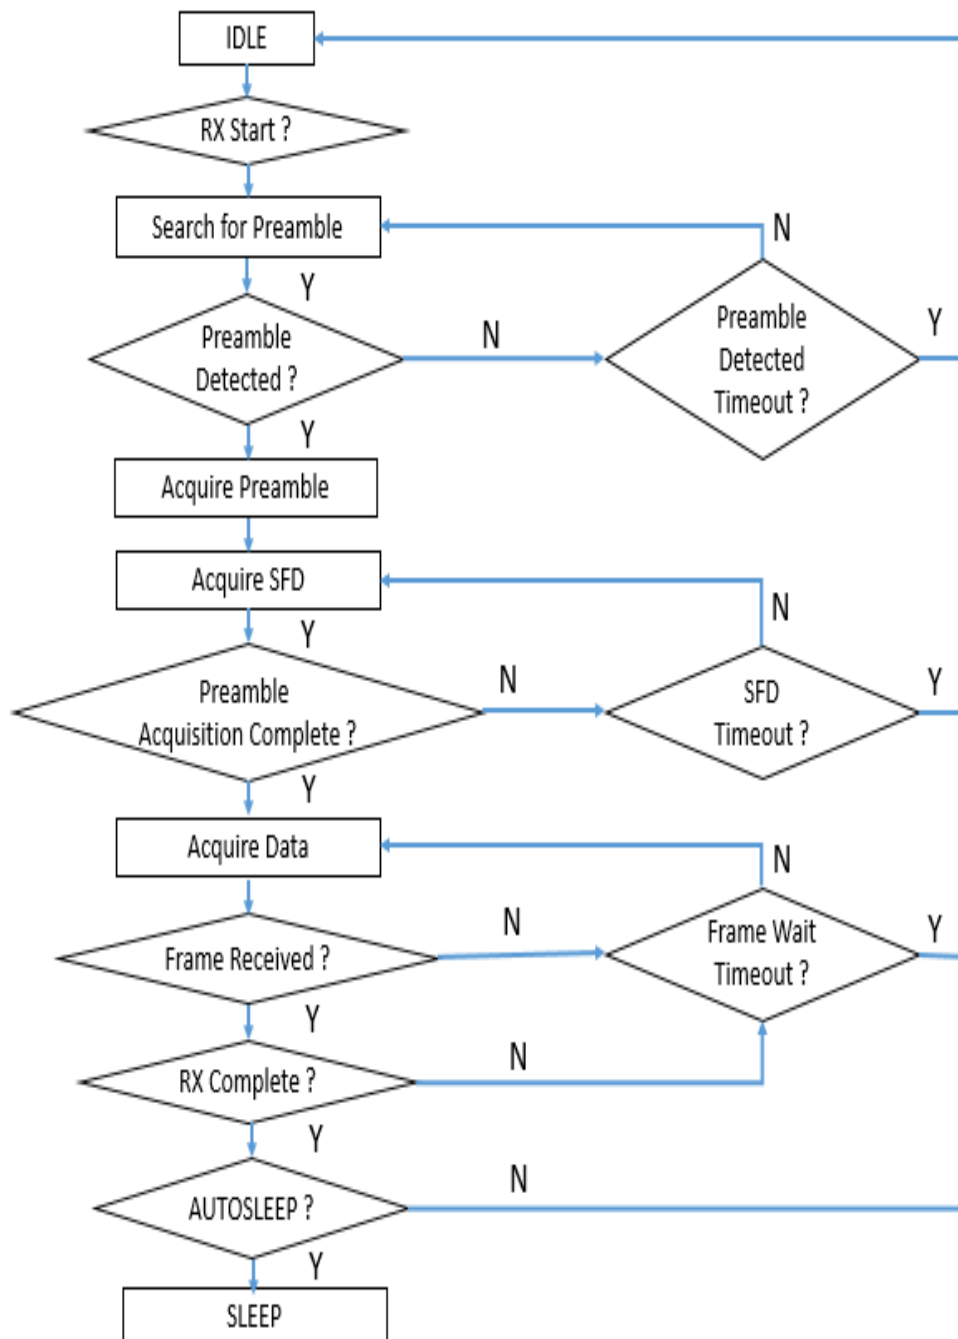 IDLE
RX Start ?
Search for Preamble
N
Y
Preamble
Detected ?
N
Preamble
Detected
Timeout ?
Y
Y
Acquire Preamble
Acquire SFD
N
Y
Preamble
Acquisition Complete ?
N
SFD
Timeout ?
Y
Y
Acquire Data
N
Frame Received ?
N
Frame Wait
Timeout ?
Y
Y
RX Complete ?
N
Y
AUTOSLEEP ?
N
Y
SLEEP